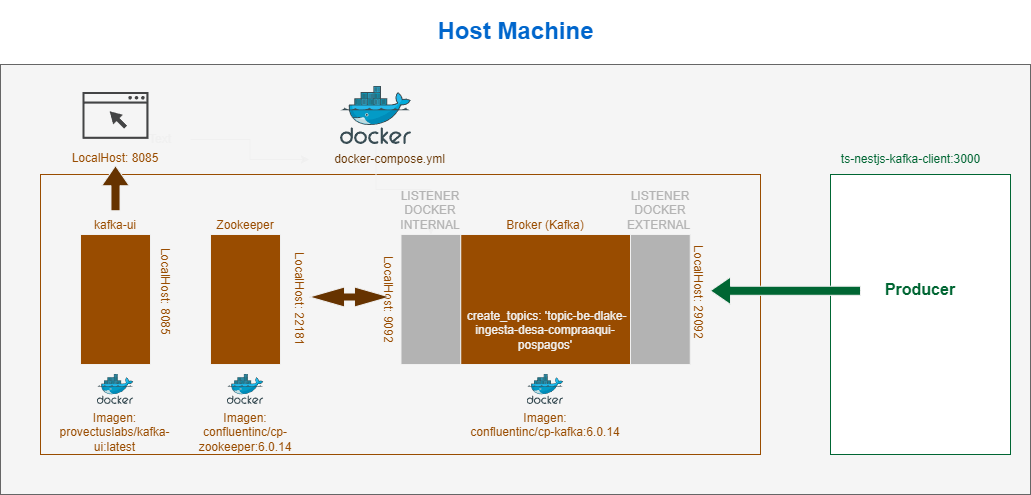 Host Machine
docker
LocalHost: 8085
docker-compose.yml
ts-nestjs-kafka-client:3000
LISTENER
DOCKER
INTERNAL
LISTENER
DOCKER
EXTERNAL
kafka-ui
Zookeeper
Broker (Kafka)
LocalHost: 8085
LocalHost: 22181
LocalHost: 9092
LocalHost: 29092
Producer
create_topics: 'topic-be-dlake-
ingesta-desa-compraaqui-
pospagos'
docker
docker
docker
Imagen:
provectuslabs/kafka-
ui:latest
Imagen:
confluentinc/cp-
zookeeper:6.0.14
Imagen:
confluentinc/cp-kafka:6.0.14